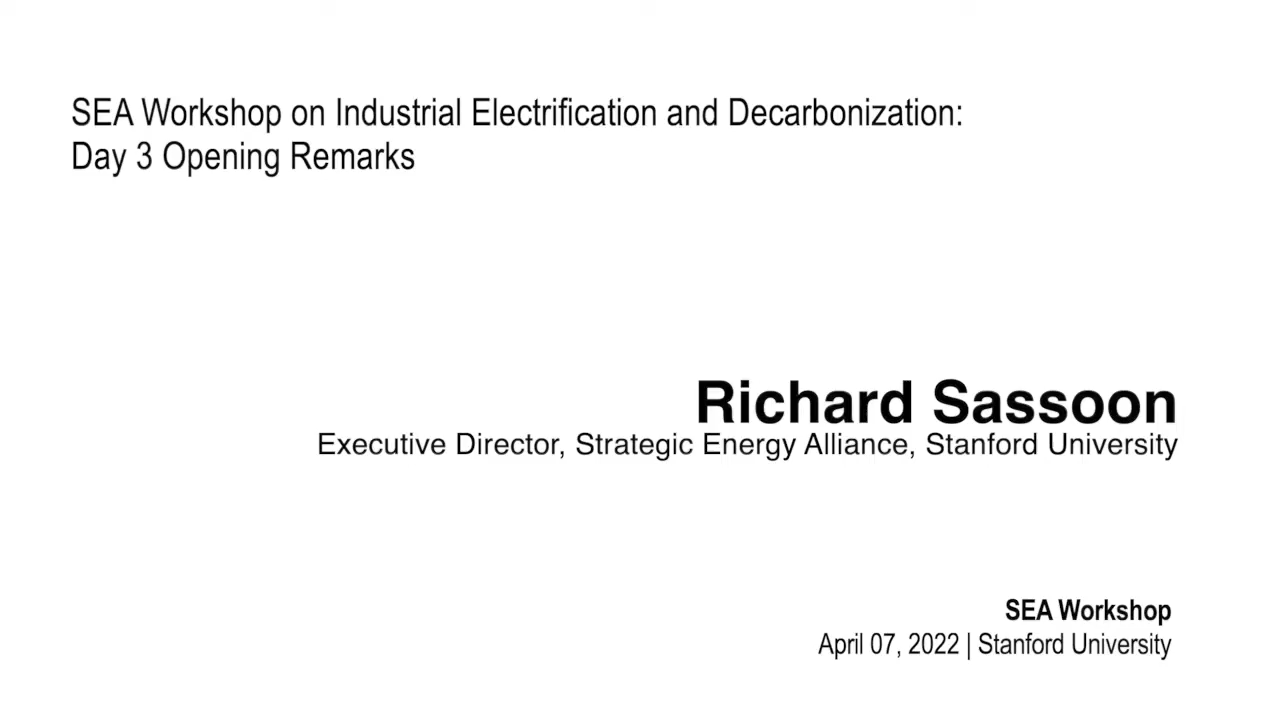 SEA Workshop on Industrial Electrification and Decarbonization:
Day 3 Opening Remarks
Richard Sassoon
Executive Director, Strategic Energy Alliance, Stanford University
SEA Workshop
April 07, 2022 | Stanford University